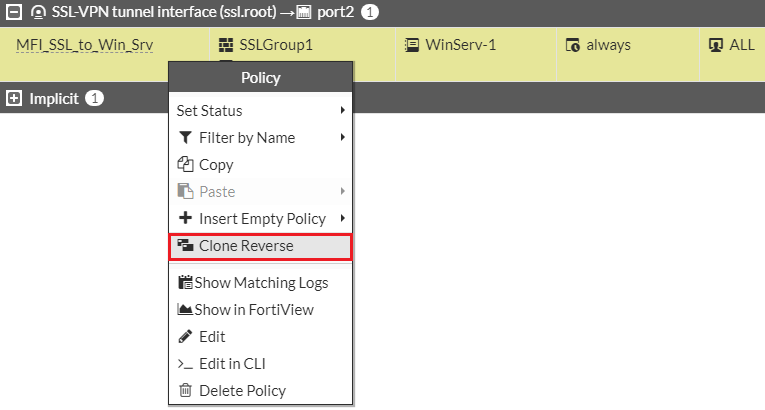 SSL-VPN tunnel interface (ssl.root) → port2 1
MFI_SSL_to_Win_Srv SSLGroup1 WinServ-1 always ALL
Policy
Implicit 1
Set Status
Filter by Name
Copy
Paste
Insert Empty Policy
Clone Reverse
Show Matching Logs
Show in FortiView
Edit
Edit in CLI
Delete Policy